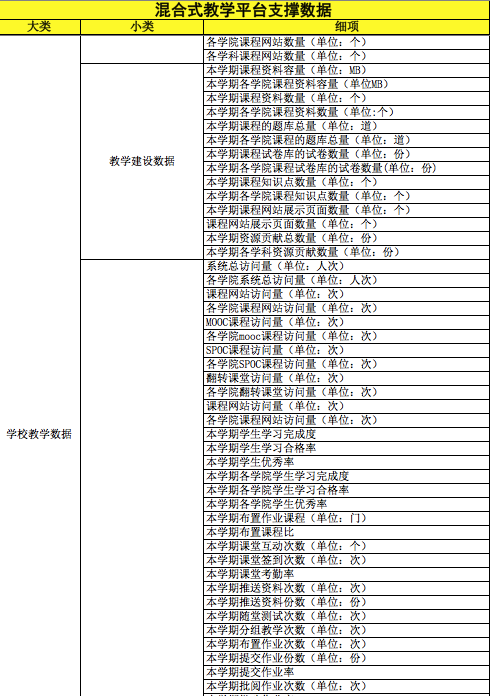 混合式教学平台支撑数据
大类 小类 细项
各学院课程网站数量（单位：个）
各学科课程网站数量（单位：个）
本学期课程资料容量（单位：MB）
本学期各学院课程资料容量（单位MB）
本学期课程资料数量（单位：个）
本学期各学院课程资料数量（单位:个）
本学期课程的题库总量（单位：道）
本学期各学院课程的题库总量（单位：道）
本学期课程试卷库的试卷数量（单位：份）
教学建设数据
本学期各学院课程试卷库的试卷数量(单位：份)
本学期课程知识点数量（单位：个）
本学期各学院课程知识点数量（单位：个）
本学期课程网站展示页面数量（单位：个）
课程网站展示页面数量（单位：个）
本学期资源贡献总数量（单位：份）
本学期各学科资源贡献数量（单位：份）
系统总访问量（单位：人次）
各学院系统总访问量（单位：人次）
课程网站访问量（单位：次）
各学院课程网站访问量（单位：次）
MOOC课程访问量（单位：次）
各学院mooc课程访问量（单位：次）
SPOC课程访问量（单位：次）
各学院SPOC课程访问量（单位：次）
翻转课堂访问量（单位：次）
各学院翻转课堂访问量（单位：次）
课程网站访问量（单位：次）
各学院课程网站访问量（单位：次）
学校教学数据
本学期学生学习完成度
本学期学生学习合格率
本学期学生优秀率
本学期各学院学生学习完成度
本学期各学院学生学习合格率
本学期各学院学生优秀率
本学期布置作业课程（单位：门）
本学期布置课程比
本学期课堂互动次数（单位：个）
本学期课堂签到次数（单位：次）
本学期课堂考勤率
本学期推送资料次数（单位：次）
本学期推送资料份数（单位：份）
本学期随堂测试次数（单位：次）
本学期分组教学次数（单位：次）
本学期布置作业次数（单位：次）
本学期提交作业份数（单位：份）
本学期提交作业率
本学期批阅作业次数（单位：次）